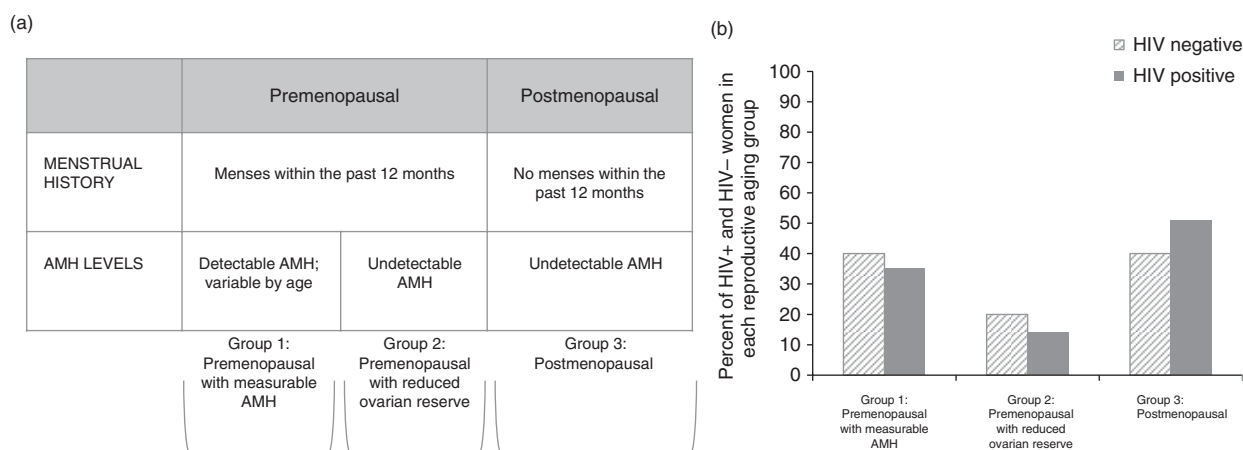 (a)
Premenopausal
Postmenopausal
MENSTRUAL
HISTORY
Menses within the past 12 months
No menses within the
past 12 months
AMH LEVELS
Detectable AMH;
variable by age
Undetectable
AMH
Undetectable AMH
Group 1:
Premenopausal
with measurable
AMH
Group 2:
Premenopausal
with reduced
ovarian reserve
Group 3:
Postmenopausal
(b)
HIV negative
HIV positive
Percent of HIV+ and HIV− women in
each reproductive aging group
100
90
80
70
60
50
40
30
20
10
0
Group 1:
Premenopausal
with measurable
AMH
Group 2:
Premenopausal
with reduced
ovarian reserve
Group 3:
Postmenopausal